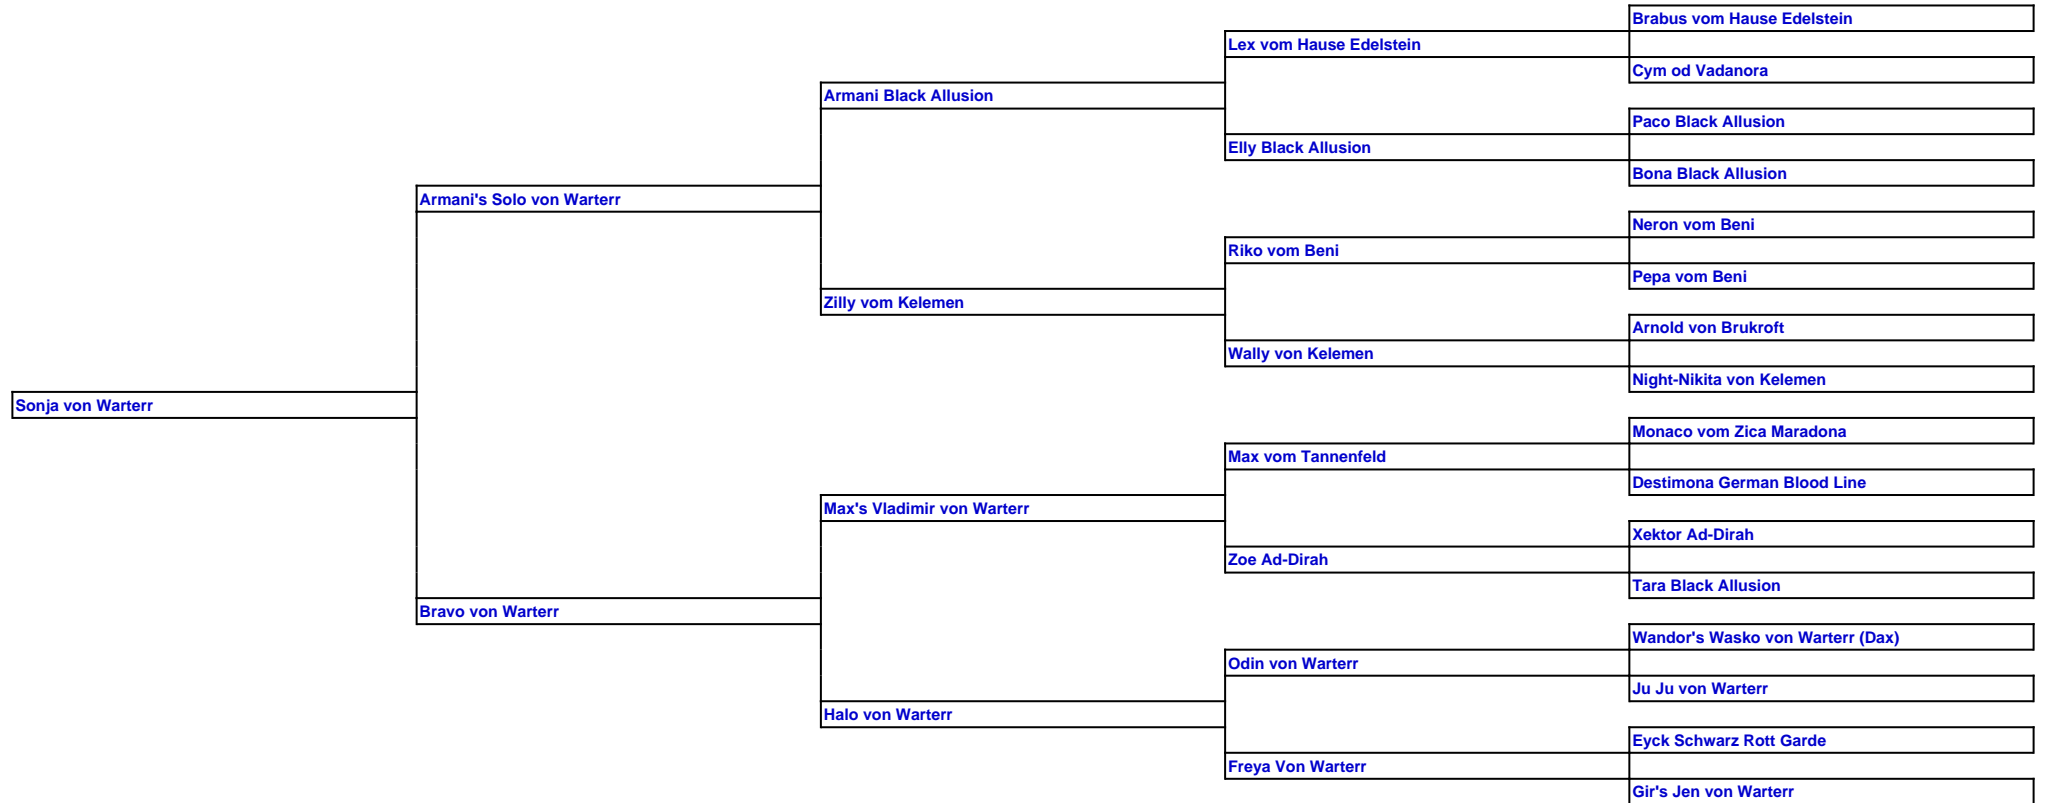 Brabus vom Hause Edelstein
Lex vom Hause Edelstein
Cym od Vadanora
Armani Black Allusion
Paco Black Allusion
Elly Black Allusion
Bona Black Allusion
Armani's Solo von Warterr
Neron vom Beni
Riko vom Beni
Pepa vom Beni
Zilly vom Kelemen
Arnold von Brukroft
Wally von Kelemen
Night-Nikita von Kelemen
Sonja von Warterr
Monaco vom Zica Maradona
Max vom Tannenfeld
Destimona German Blood Line
Max's Vladimir von Warterr
Xektor Ad-Dirah
Zoe Ad-Dirah
Tara Black Allusion
Bravo von Warterr
Wandor's Wasko von Warterr (Dax)
Odin von Warterr
Ju Ju von Warterr
Halo von Warterr
Eyck Schwarz Rott Garde
Freya Von Warterr
Gir's Jen von Warterr